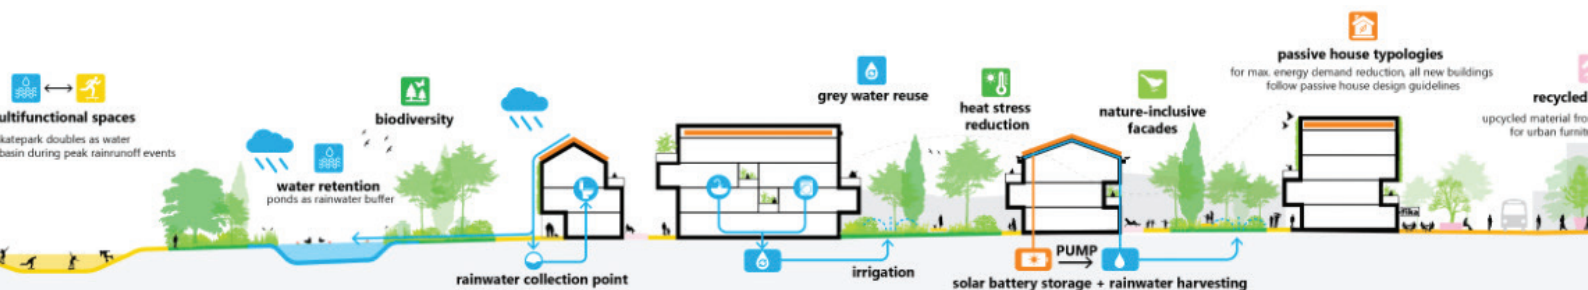 ultifunctional spaces
katepark doubles as water
basin during peak rainrunoff events
water retention
ponds as rainwater buffer
biodiversity
rainwater collection point
grey water reuse
irrigation
heat stress
reduction
nature-inclusive
facades
PUMP
solar battery storage + rainwater harvesting
passive house typologies
for max. energy demand reduction, all new buildings
follow passive house design guidelines
fika
recycled
upcycled material fro
for urban furnit